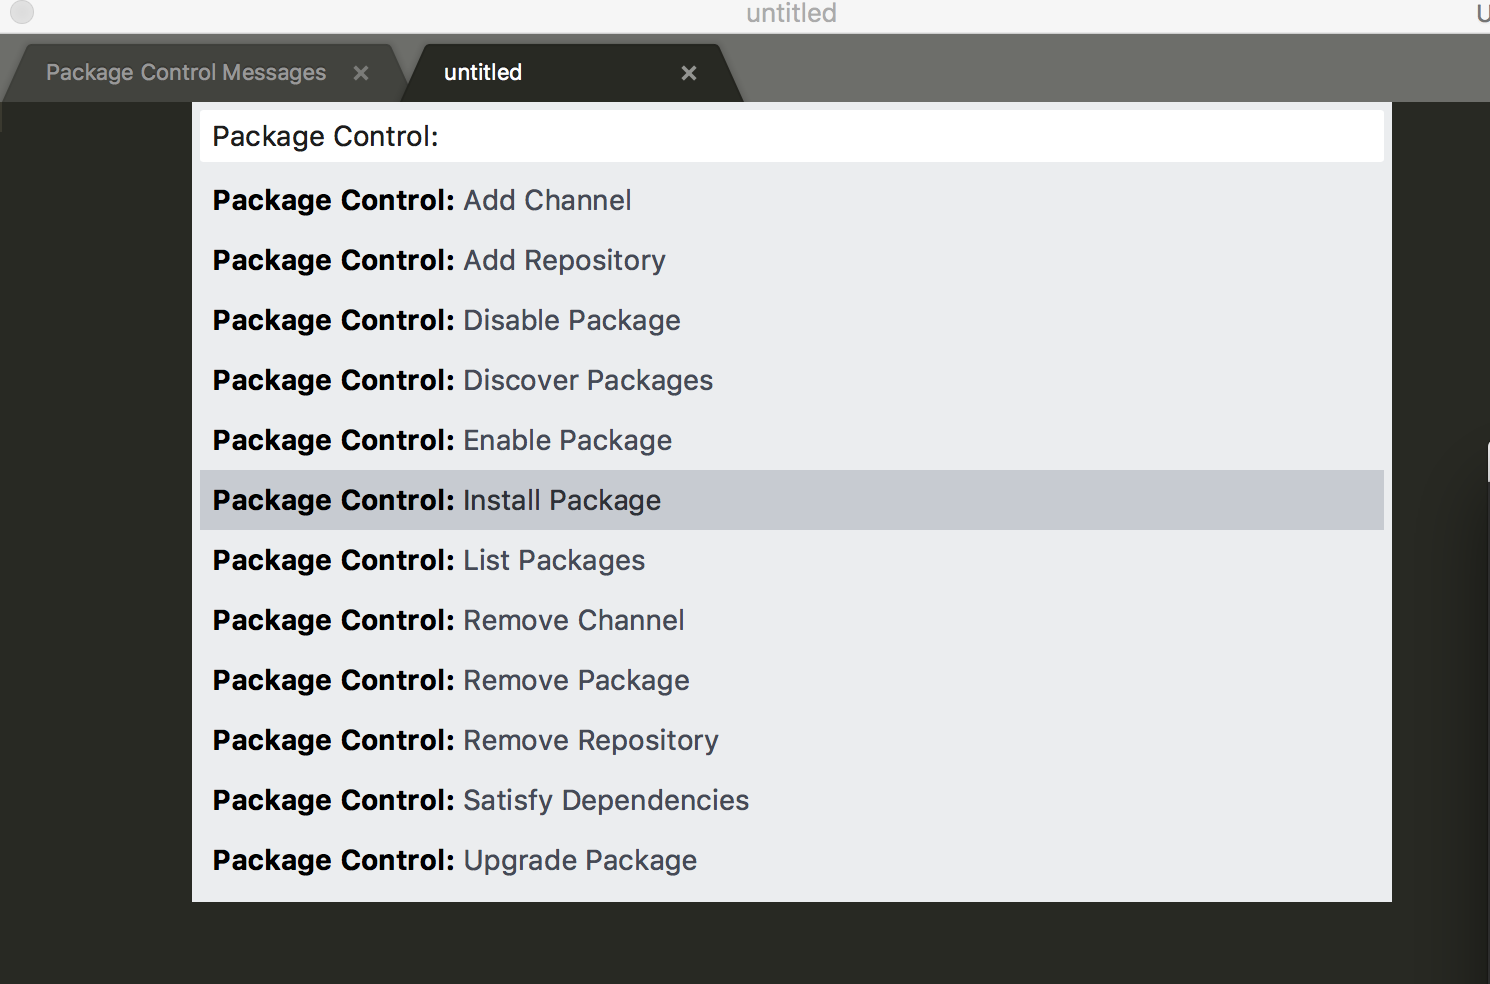 untitled
U
Package Control Messages × untitled ×
Package Control:
Package Control: Add Channel
Package Control: Add Repository
Package Control: Disable Package
Package Control: Discover Packages
Package Control: Enable Package
Package Control: Install Package
Package Control: List Packages
Package Control: Remove Channel
Package Control: Remove Package
Package Control: Remove Repository
Package Control: Satisfy Dependencies
Package Control: Upgrade Package